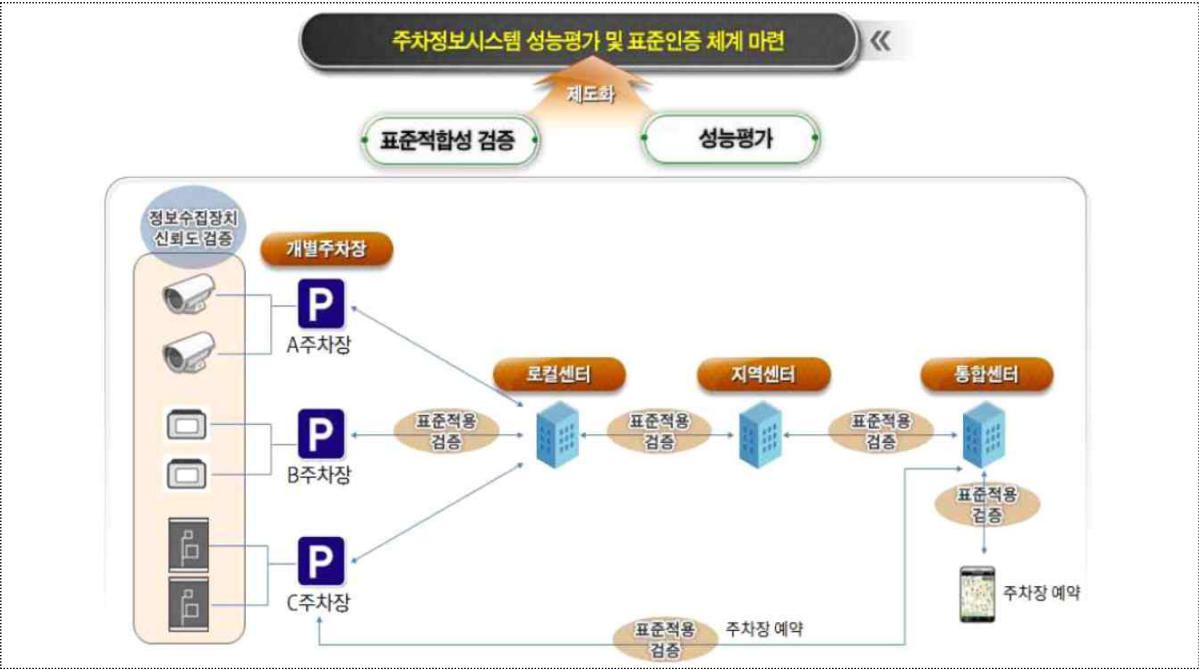 주차정보시스템 성능평가 및 표준인증 체계 마련
제도화
표준적합성 검증
성능평가
정보수집장치
신뢰도 검증
개별주차장
P
A주차장
로컬센터
지역센터
통합센터
P
B주차장
표준적용
검증
표준적용
검증
표준적용
검증
표준적용
검증
P
C주차장
주차장 예약
표준적용
검증
주차장 예약